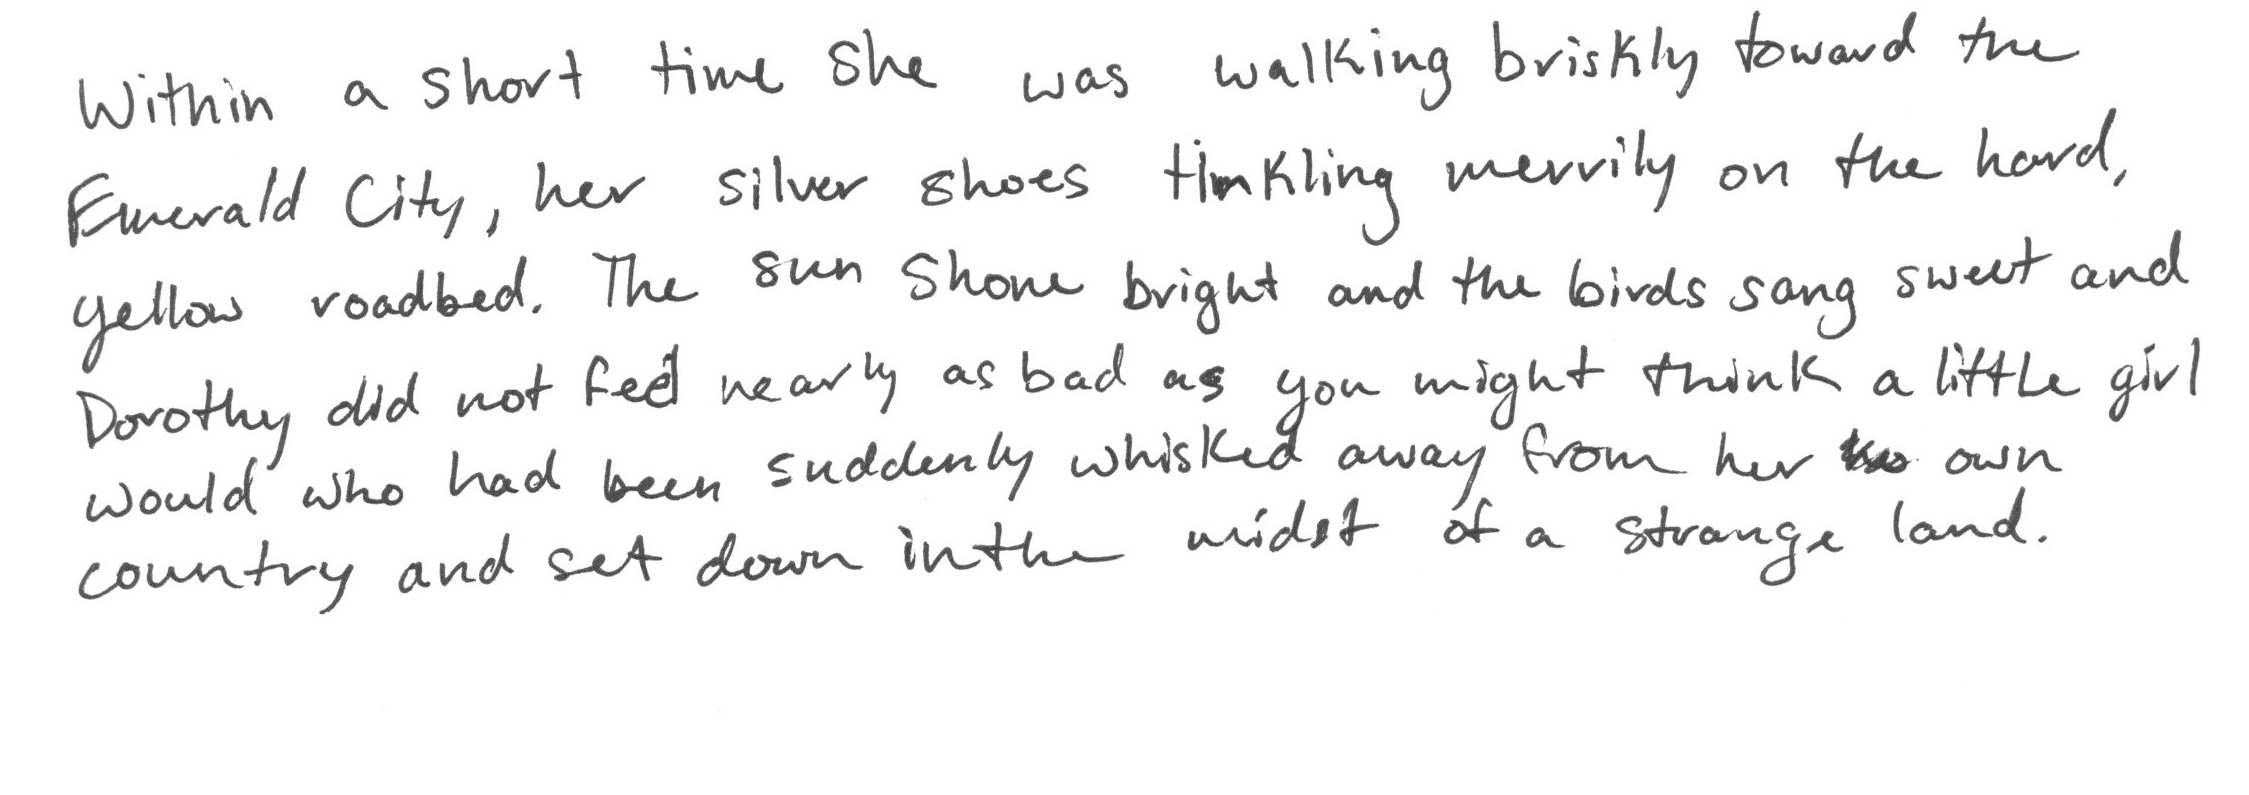 Within a short time she was walking briskly toward the
Emerald City, her silver shoes tinkling merrily on the hard,
yellow roadbed. The sun shone bright and the birds sang sweet and
Dorothy did not feel nearly as bad as you might think a little girl
would who had been suddenly whisked away from her own
country and set down in the midst of a strange land.